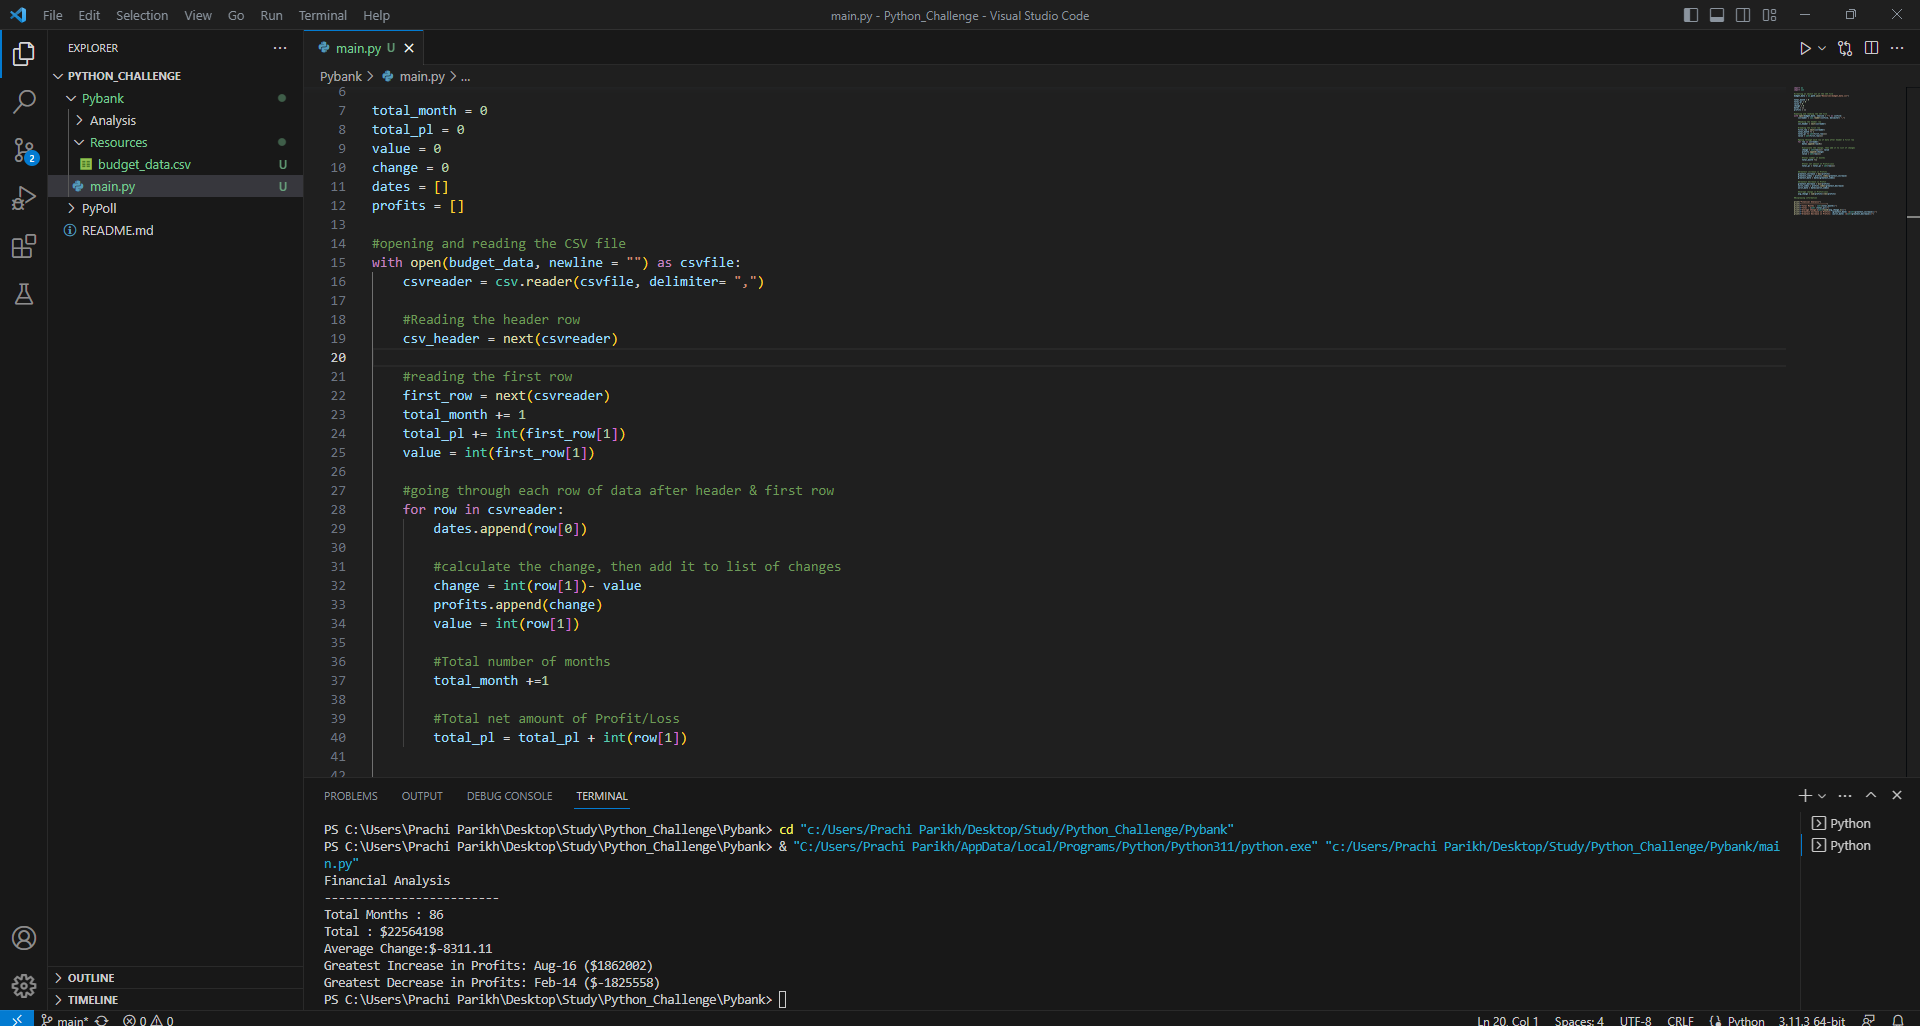 File Edit Selection View Go Run Terminal Help
main.py - Python_Challenge - Visual Studio Code
EXPLORER
PYTHON_CHALLENGE
Pybank
Analysis
Resources
budget_data.csv U
main.py U
PyPoll
README.md
2
OUTLINE
TIMELINE
main.py U
Pybank > main.py > ...
6
7 total_month = 0
8 total_pl = 0
9 value = 0
10 change = 0
11 dates = []
12 profits = []
13
14 #opening and reading the CSV file
15 with open(budget_data, newline = "") as csvfile:
16 csvreader = csv.reader(csvfile, delimiter= ",")
17
18 #Reading the header row
19 csv_header = next(csvreader)
20
21 #reading the first row
22 first_row = next(csvreader)
23 total_month += 1
24 total_pl += int(first_row[1])
25 value = int(first_row[1])
26
27 #going through each row of data after header & first row
28 for row in csvreader:
29 dates.append(row[0])
30
31 #calculate the change, then add it to list of changes
32 change = int(row[1])- value
33 profits.append(change)
34 value = int(row[1])
35
36 #Total number of months
37 total_month +=1
38
39 #Total net amount of Profit/Loss
40 total_pl = total_pl + int(row[1])
41
42
PROBLEMS OUTPUT DEBUG CONSOLE TERMINAL
PS C:\Users\Prachi Parikh\Desktop\Study\Python_Challenge\Pybank> cd "c:/Users/Prachi Parikh/Desktop/Study/Python_Challenge/Pybank"
PS C:\Users\Prachi Parikh\Desktop\Study\Python_Challenge\Pybank> & "C:/Users/Prachi Parikh/AppData/Local/Programs/Python/Python311/python.exe" "c:/Users/Prachi Parikh/Desktop/Study/Python_Challenge/Pybank/mai
n.py"
Financial Analysis
-------------------------
Total Months : 86
Total : $22564198
Average Change:$-8311.11
Greatest Increase in Profits: Aug-16 ($1862002)
Greatest Decrease in Profits: Feb-14 ($-1825558)
PS C:\Users\Prachi Parikh\Desktop\Study\Python_Challenge\Pybank>
Python
Python
main* 0 0
Ln 20, Col 1 Spaces: 4 UTF-8 CRLF Python 3.11.3 64-bit